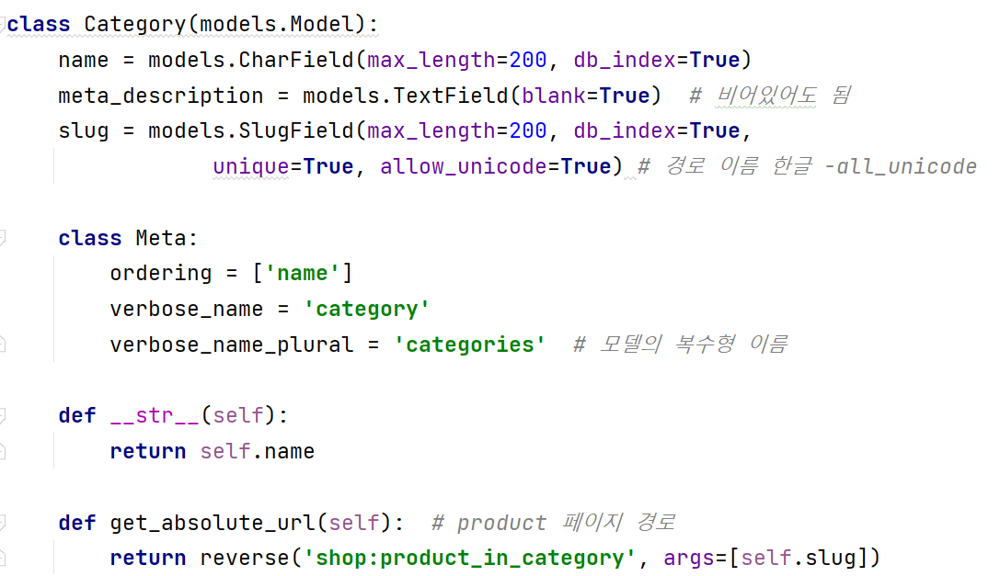 class Category(models.Model):
    name = models.CharField(max_length=200, db_index=True)
    meta_description = models.TextField(blank=True)  # 비어있어도 됨
    slug = models.SlugField(max_length=200, db_index=True,
                unique=True, allow_unicode=True) # 경로 이름 한글 -all_unicode
    class Meta:
        ordering = ['name']
        verbose_name = 'category'
        verbose_name_plural = 'categories'  # 모델의 복수형 이름
    def __str__(self):
        return self.name
    def get_absolute_url(self):  # product 페이지 경로
        return reverse('shop:product_in_category', args=[self.slug])